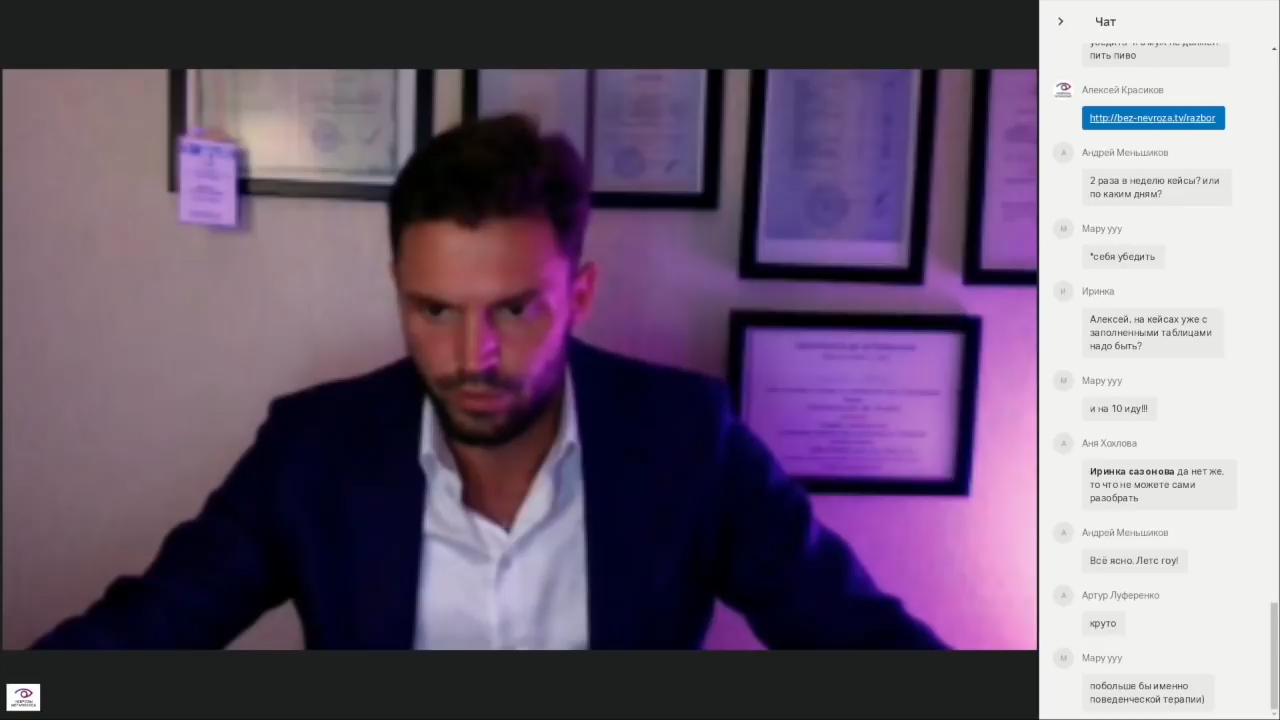 Чат
пить пиво
Алексей Красиков
http://bez-nevroza.tv/razbor
А
Андрей Меньшиков
2 раза в неделю кейсы? или
по каким дням?
М
Мару ууу
*себя убедить
И
Иринка
Алексей, на кейсах уже с
заполненными таблицами
надо быть?
М
Мару ууу
и на 10 иду!!!
А
Аня Хохлова
Иринка сазонова да нет же,
то что не можете сами
разобрать
А
Андрей Меньшиков
Всё ясно. Летс гоу!
А
Артур Луференко
круто
М
Мару ууу
побольше бы именно
поведенческой терапии)